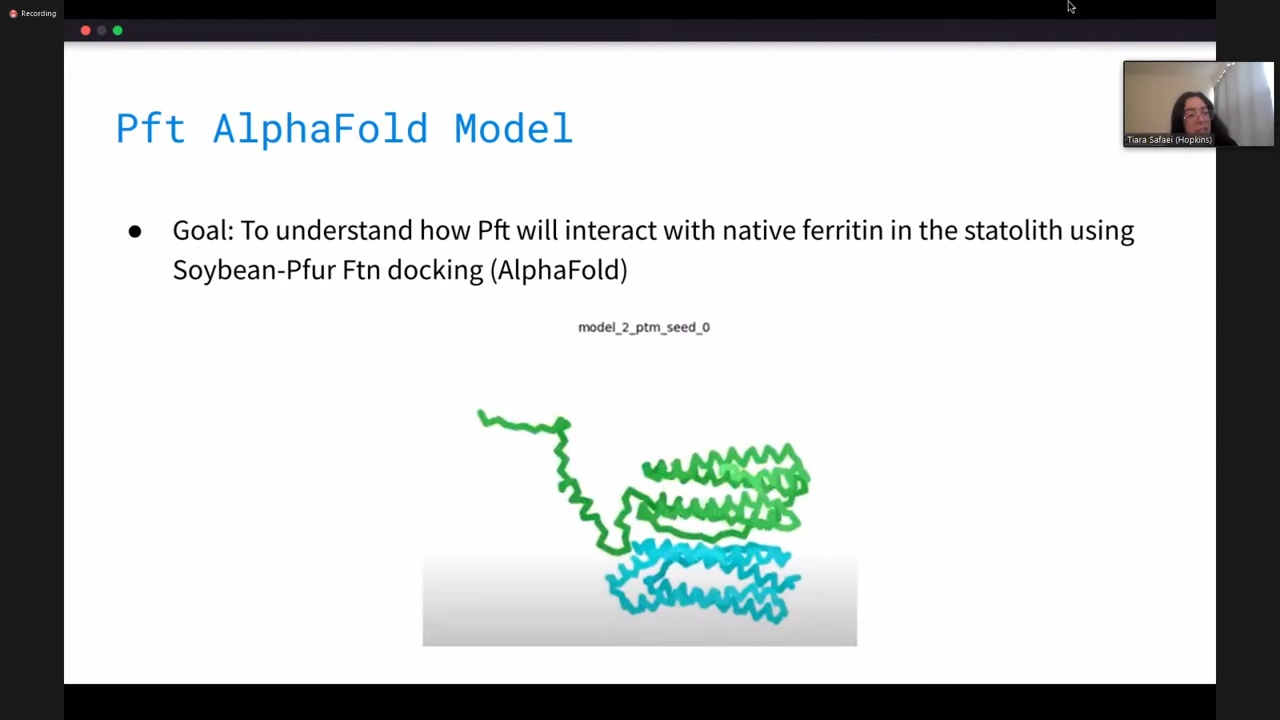 Recording
Pft AlphaFold Model
Tiara Safaei (Hopkins)
● Goal: To understand how Pft will interact with native ferritin in the statolith using
Soybean-Pfur Ftn docking (AlphaFold)
model_2_ptm_seed_0